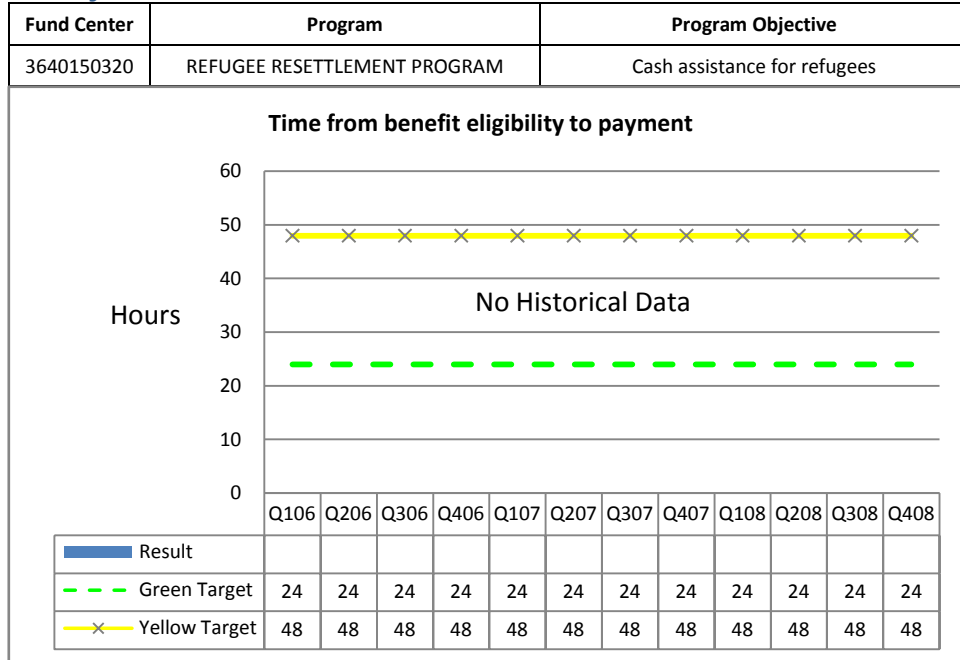 Fund Center Program Program Objective
3640150320 REFUGEE RESETTLEMENT PROGRAM Cash assistance for refugees
Time from benefit eligibility to payment
60
50
40
No Historical Data
Hours
30
20
10
0
Q106 Q206 Q306 Q406 Q107 Q207 Q307 Q407 Q108 Q208 Q308 Q408
Result
Green Target 24 24 24 24 24 24 24 24 24 24 24 24
Yellow Target 48 48 48 48 48 48 48 48 48 48 48 48